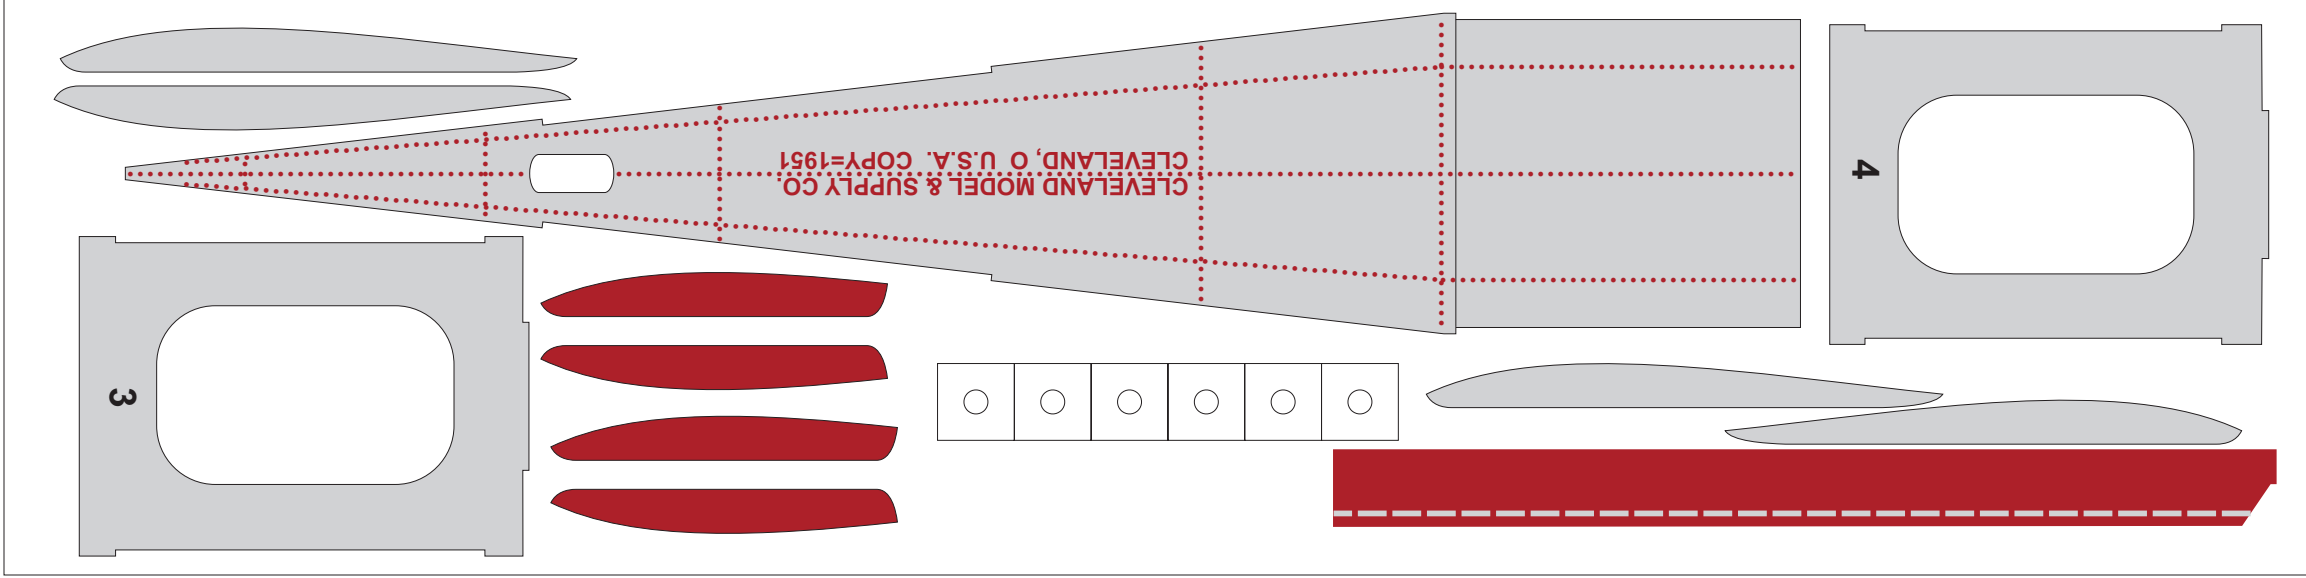 CLEVELAND MODEL & SUPPLY CO.
CLEVELAND, O U.S.A. COPY=1951
3
4